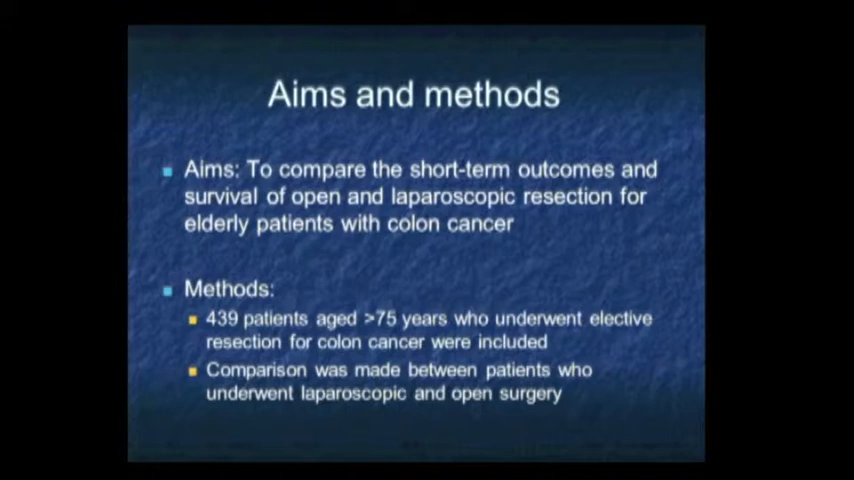 Aims and methods
Aims: To compare the short-term outcomes and
survival of open and laparoscopic resection for
elderly patients with colon cancer
Methods:
439 patients aged >75 years who underwent elective
resection for colon cancer were included
Comparison was made between patients who
underwent laparoscopic and open surgery